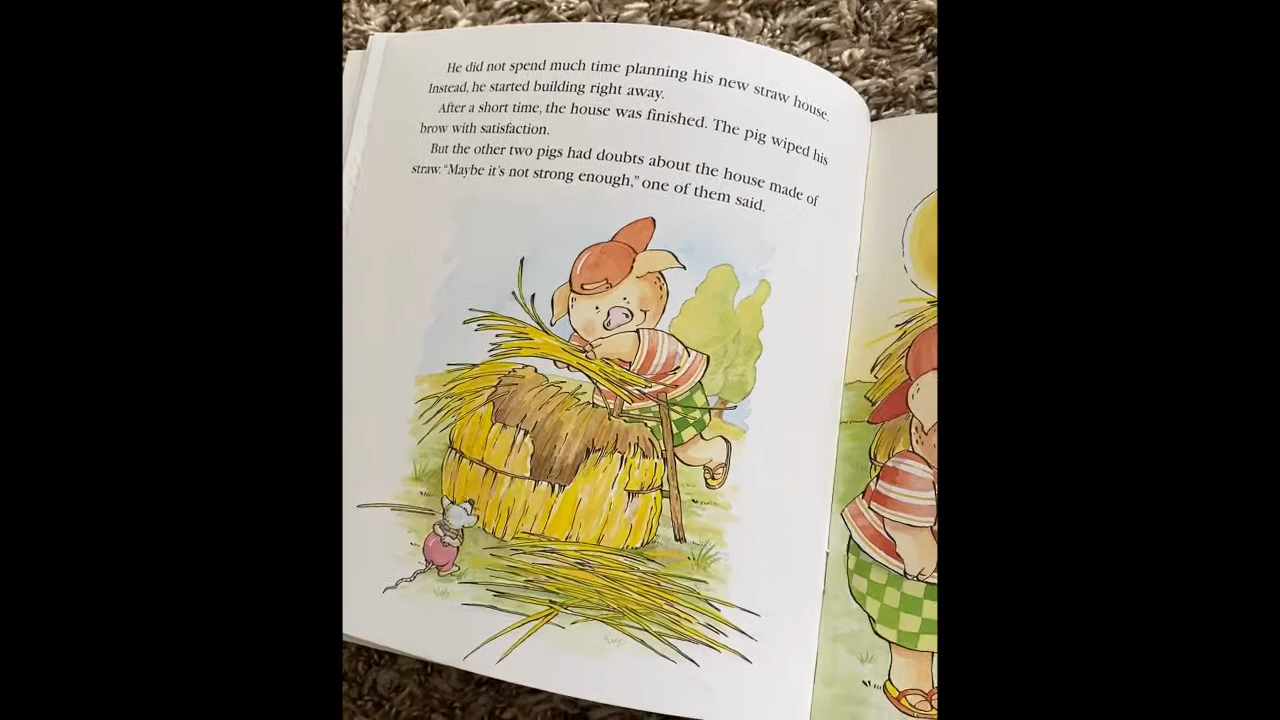 He did not spend much time planning his new straw house.
Instead, he started building right away.
After a short time, the house was finished. The pig wiped his
brow with satisfaction.
But the other two pigs had doubts about the house made of
straw. “Maybe it’s not strong enough,” one of them said.